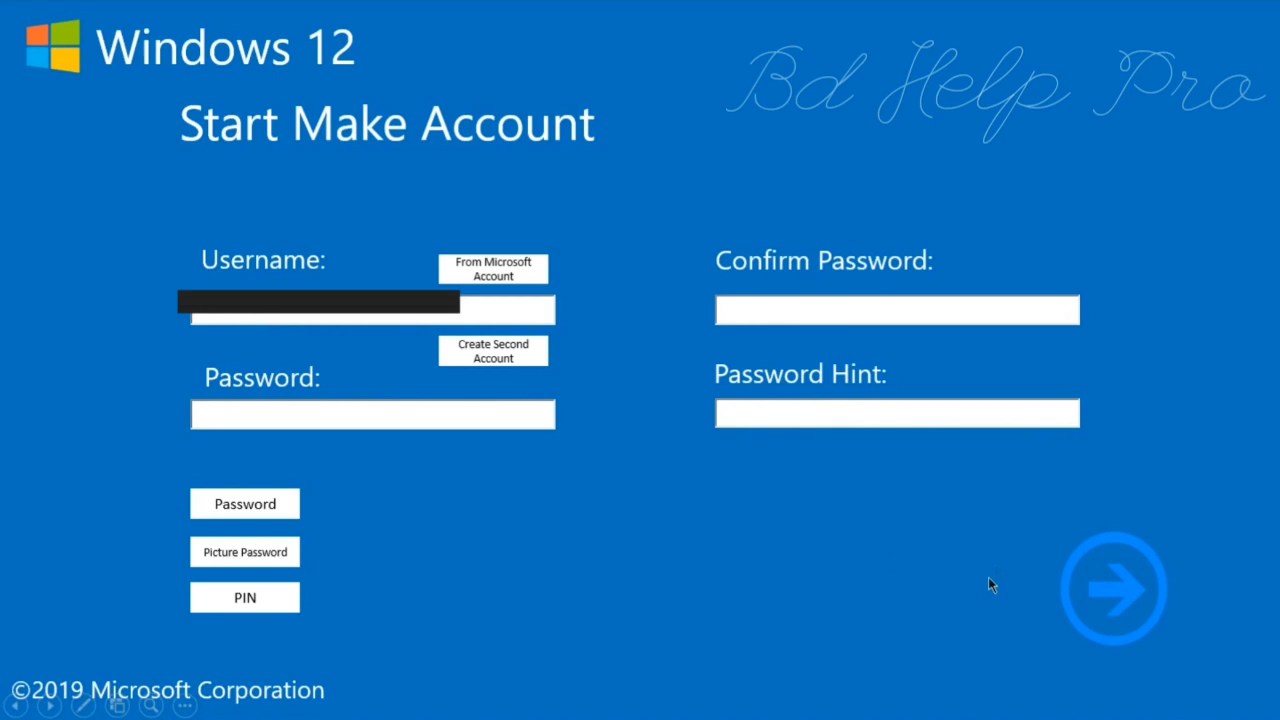 Windows 12
Bd Help Pro
Start Make Account
Username:
From Microsoft
Account
Confirm Password:
Create Second
Account
Password:
Password Hint:
Password
Picture Password
PIN
©2019 Microsoft Corporation